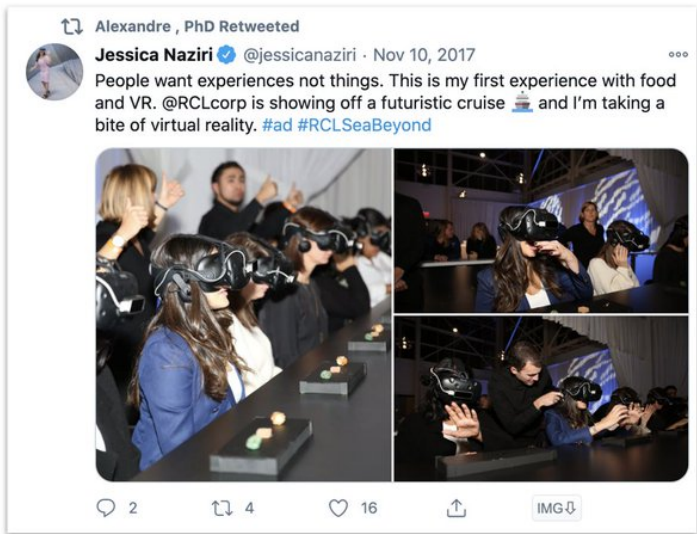 Alexandre , PhD Retweeted
Jessica Naziri @jessicanaziri · Nov 10, 2017
People want experiences not things. This is my first experience with food
and VR. @RCLcorp is showing off a futuristic cruise 🛳 and I'm taking a
bite of virtual reality. #ad #RCLSeaBeyond
2 4 16 IMG⇩